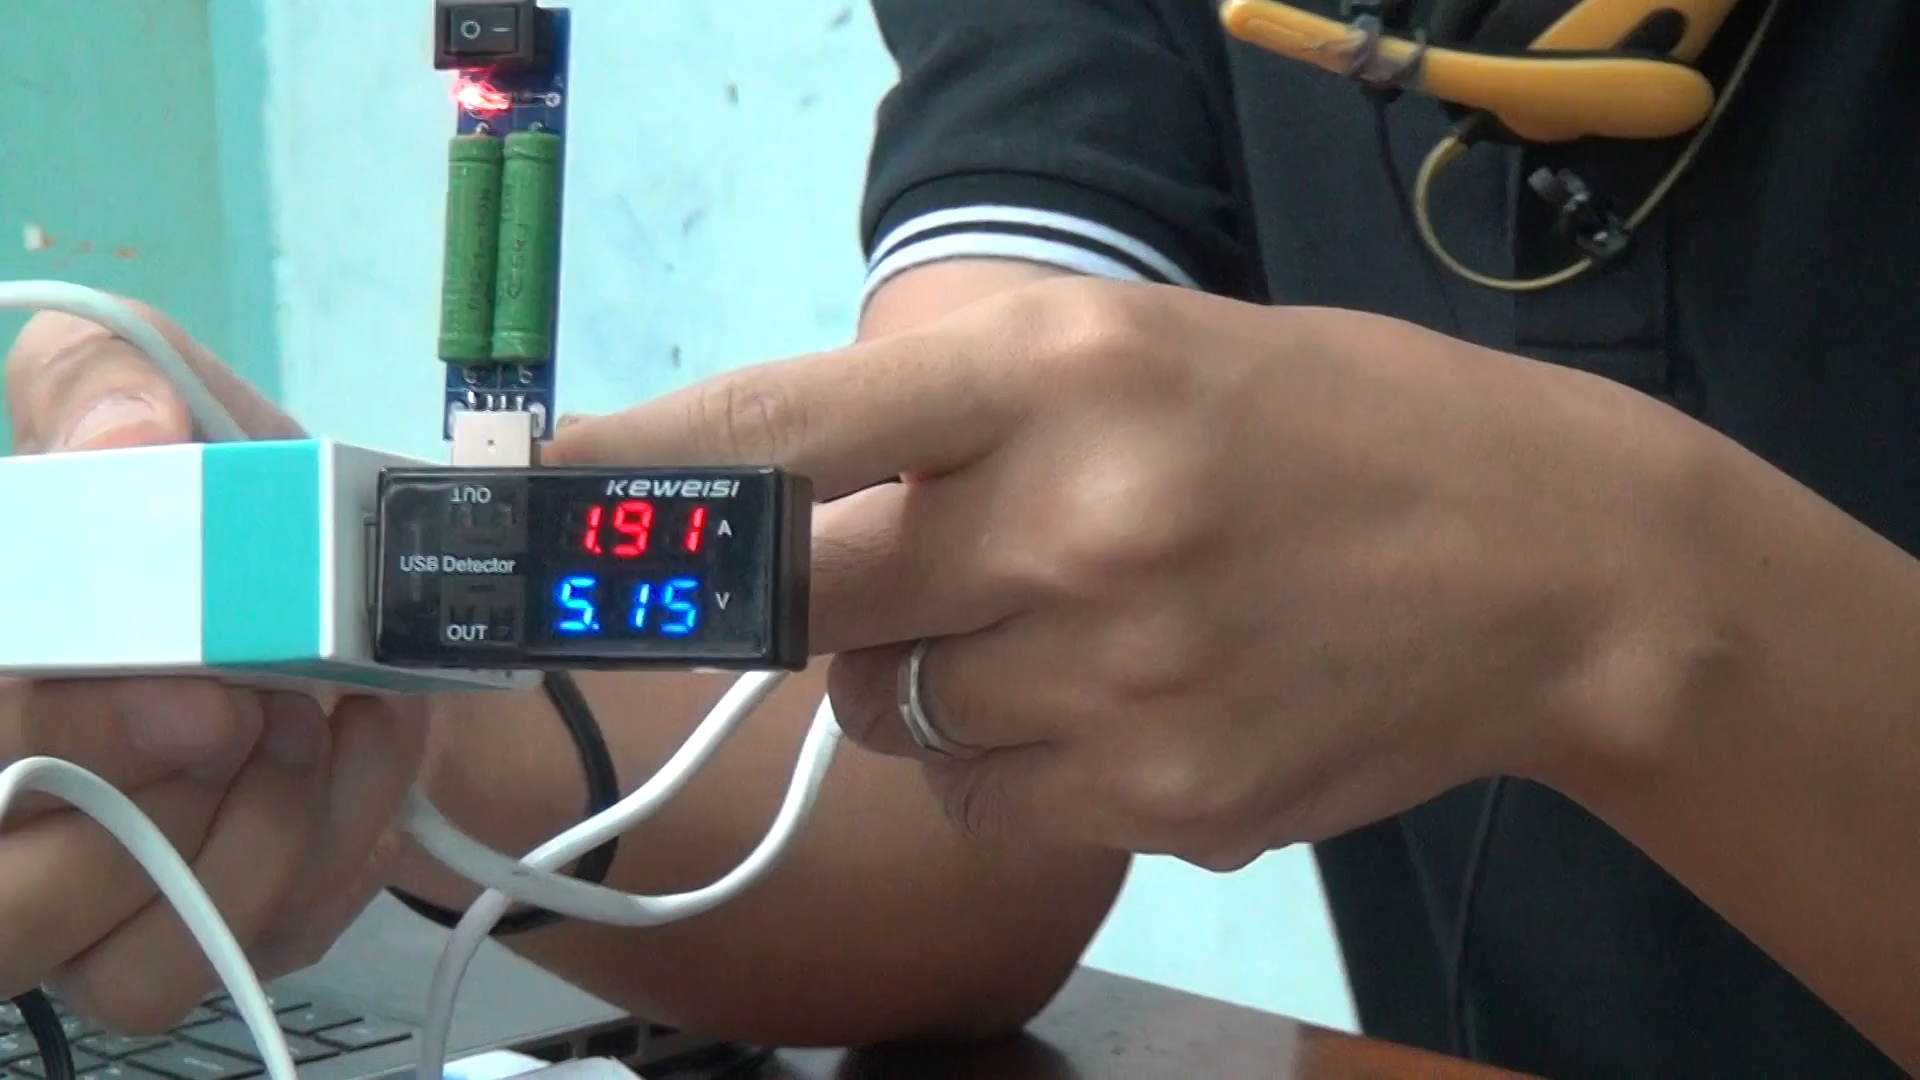 KEWEISI
OUT
1.91 A
USB Detector
5.15 V
OUT